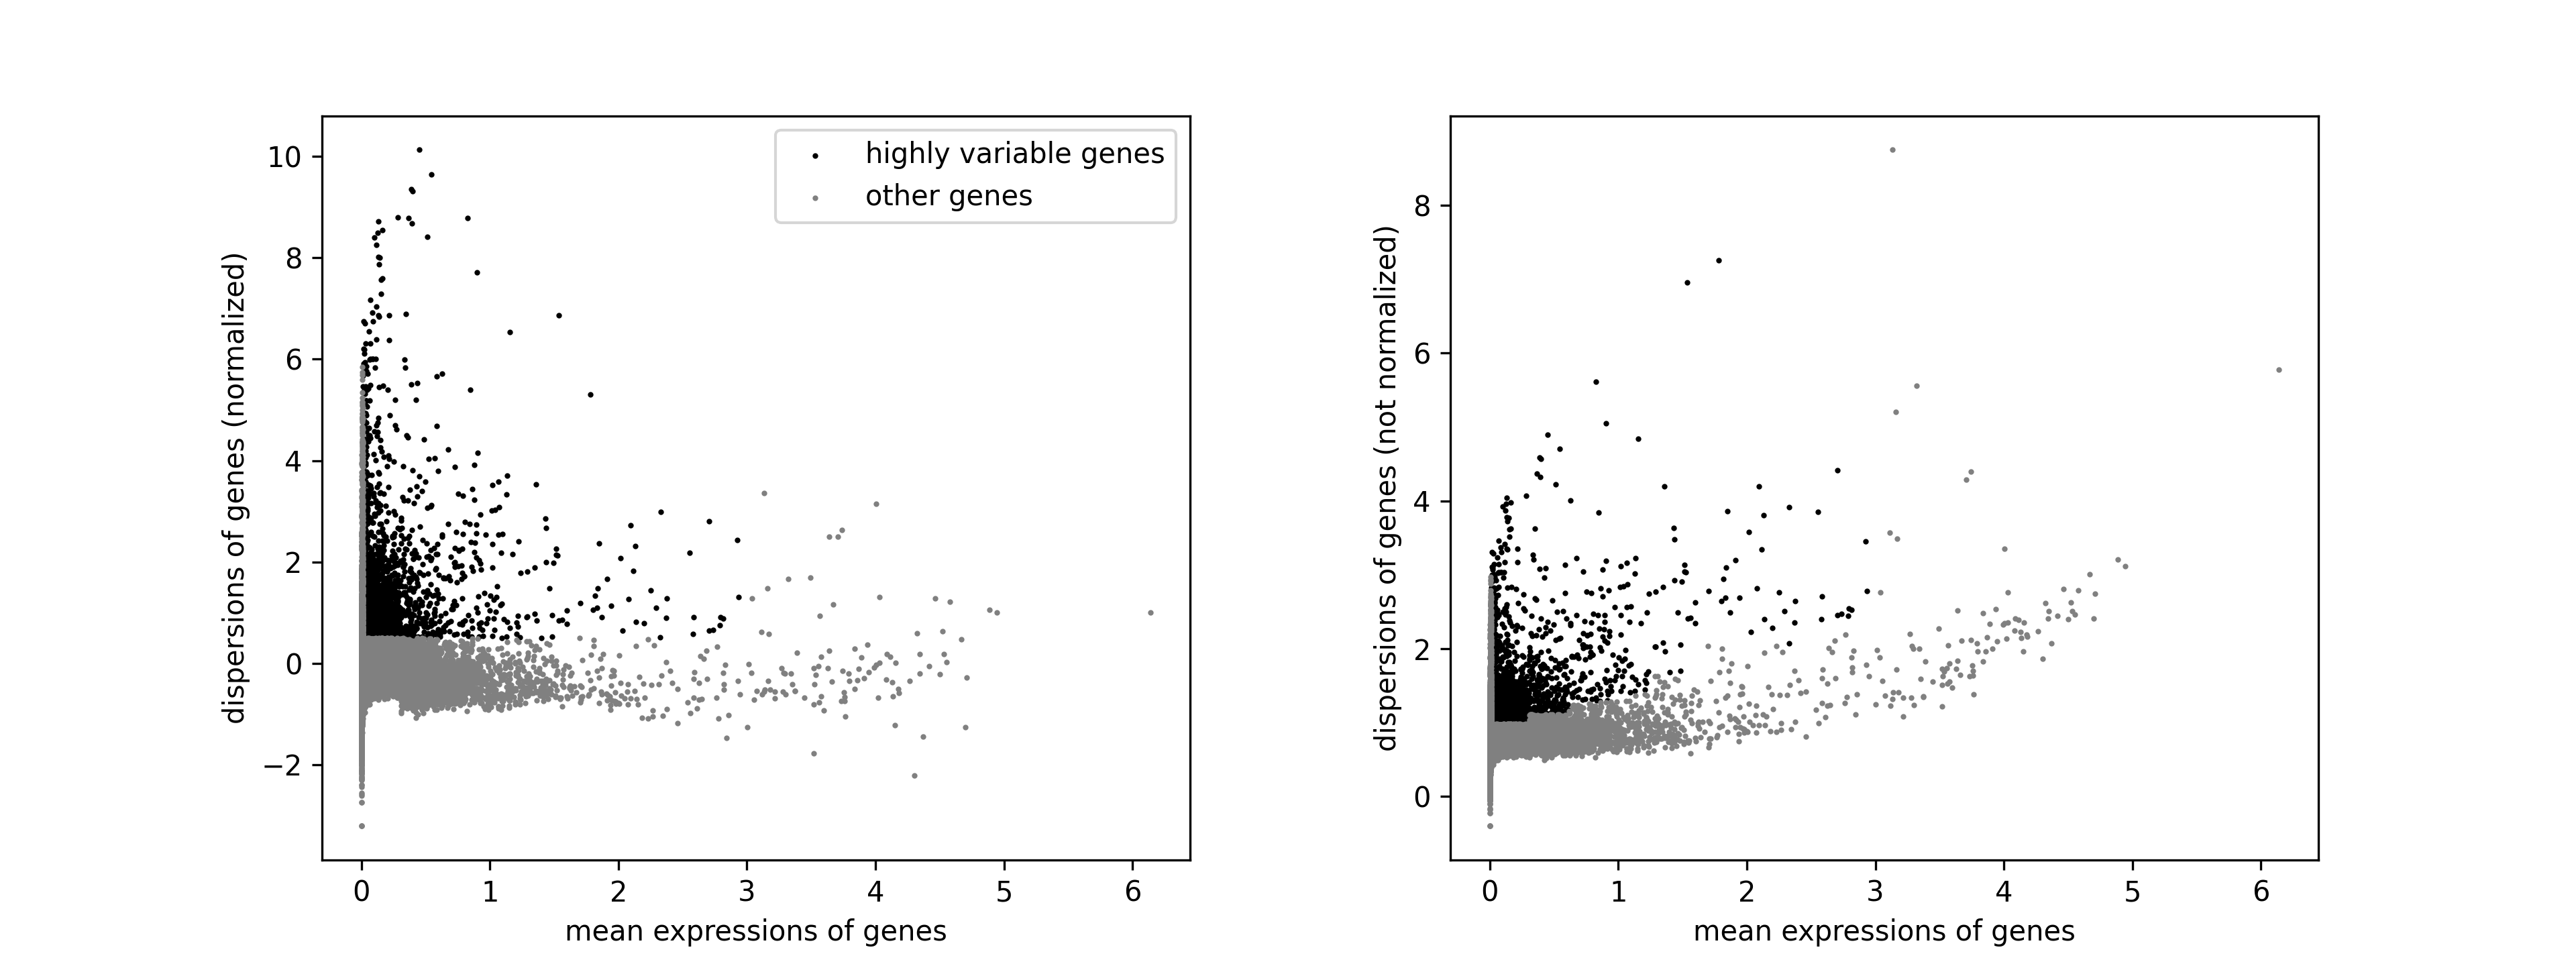 highly variable genes
other genes
dispersions of genes (normalized)
10
8
6
4
2
0
−2
0 1 2 3 4 5 6
mean expressions of genes
dispersions of genes (not normalized)
8
6
4
2
0
0 1 2 3 4 5 6
mean expressions of genes